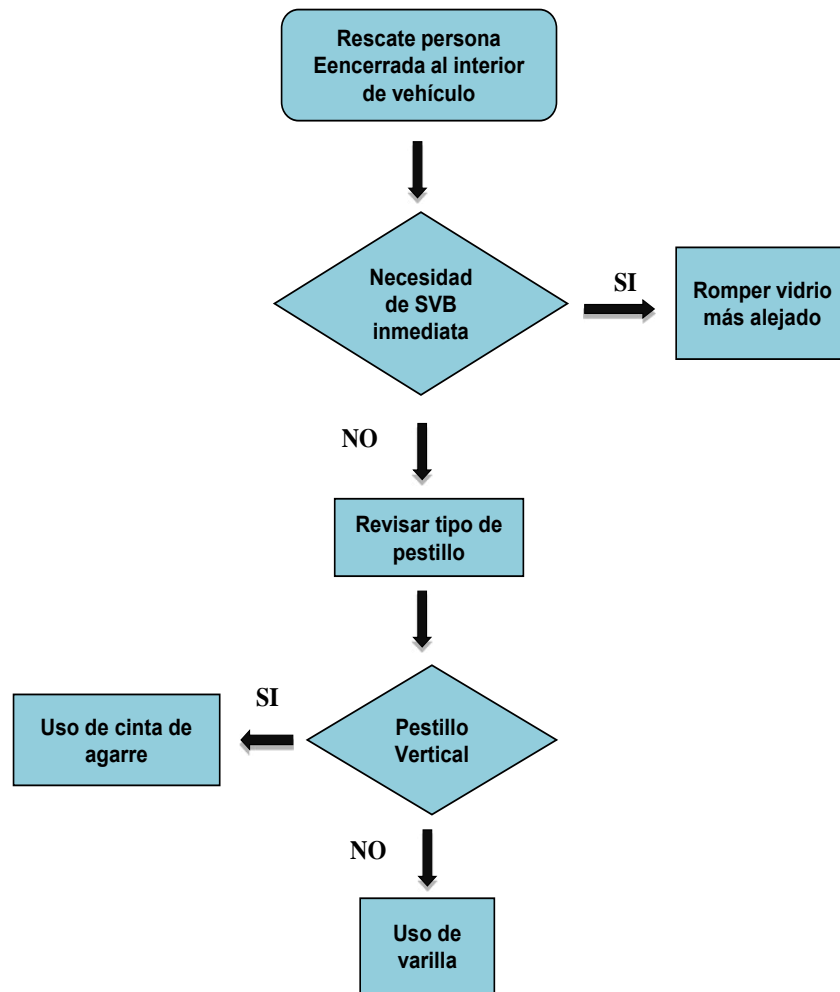 Rescate persona
Eencerrada al interior
de vehículo
Necesidad
de SVB
inmediata
SI
Romper vidrio
más alejado
NO
Revisar tipo de
pestillo
SI
Uso de cinta de
agarre
Pestillo
Vertical
NO
Uso de
varilla